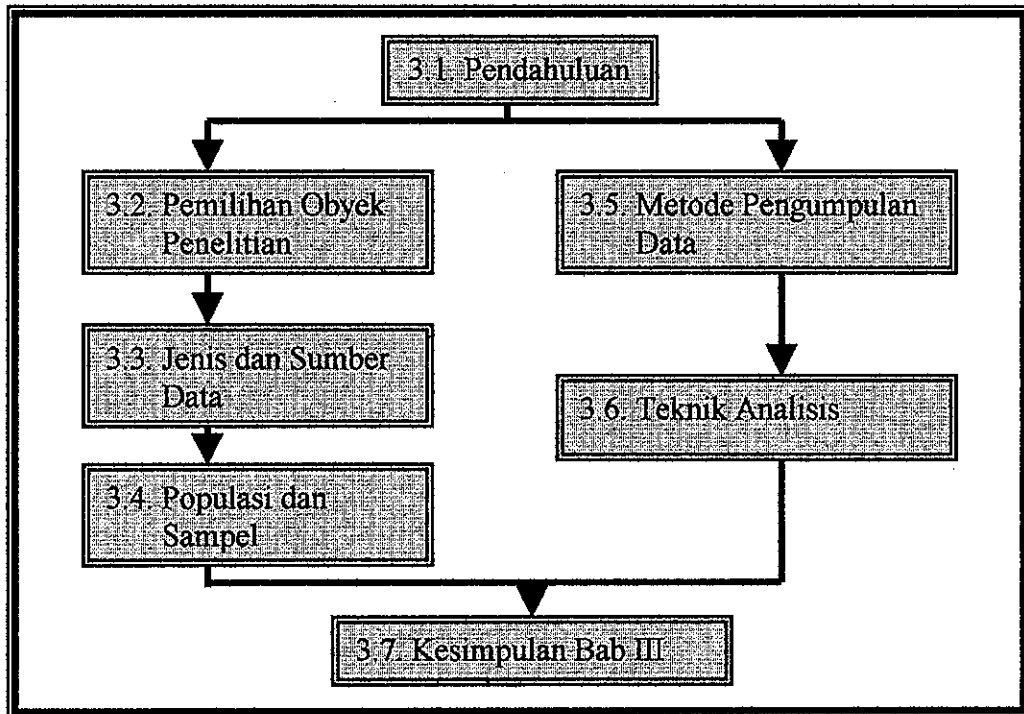 3.1. Pendahuluan
3.2. Pemilihan Obyek
Penelitian
3.3. Jenis dan Sumber
Data
3.4. Populasi dan
Sampel
3.5. Metode Pengumpulan
Data
3.6. Teknik Analisis
3.7. Kesimpulan Bab III